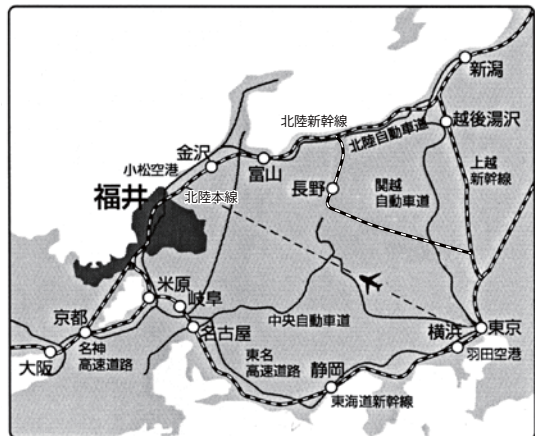 新潟
北陸新幹線
北陸自動車道
越後湯沢
金沢
小松空港
富山
上越
新幹線
福井
北陸本線
長野
関越
自動車道
米原
岐阜
京都
名古屋
中央自動車道
横浜
東京
名神
高速道路
大阪
東名
高速道路
静岡
羽田空港
東海道新幹線